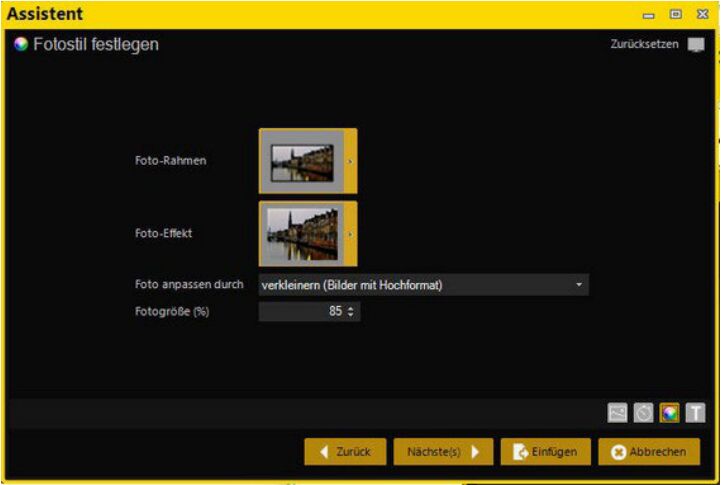 Assistent
Fotostil festlegen
Zurücksetzen
Foto-Rahmen
Foto-Effekt
Foto anpassen durch
verkleinern (Bilder mit Hochformat)
Fotogröße (%)
85
T
Zurück
Nächste(s)
Einfügen
Abbrechen